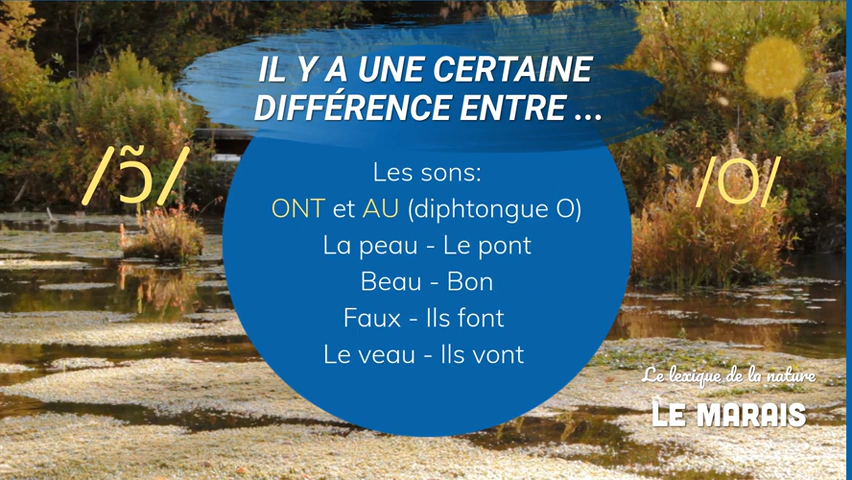 IL Y A UNE CERTAINE
DIFFÉRENCE ENTRE ...
/ɔ̃/
/O/
Les sons:
ONT et AU (diphtongue O)
La peau - Le pont
Beau - Bon
Faux - Ils font
Le veau - Ils vont
Le lexique de la nature
LE MARAIS